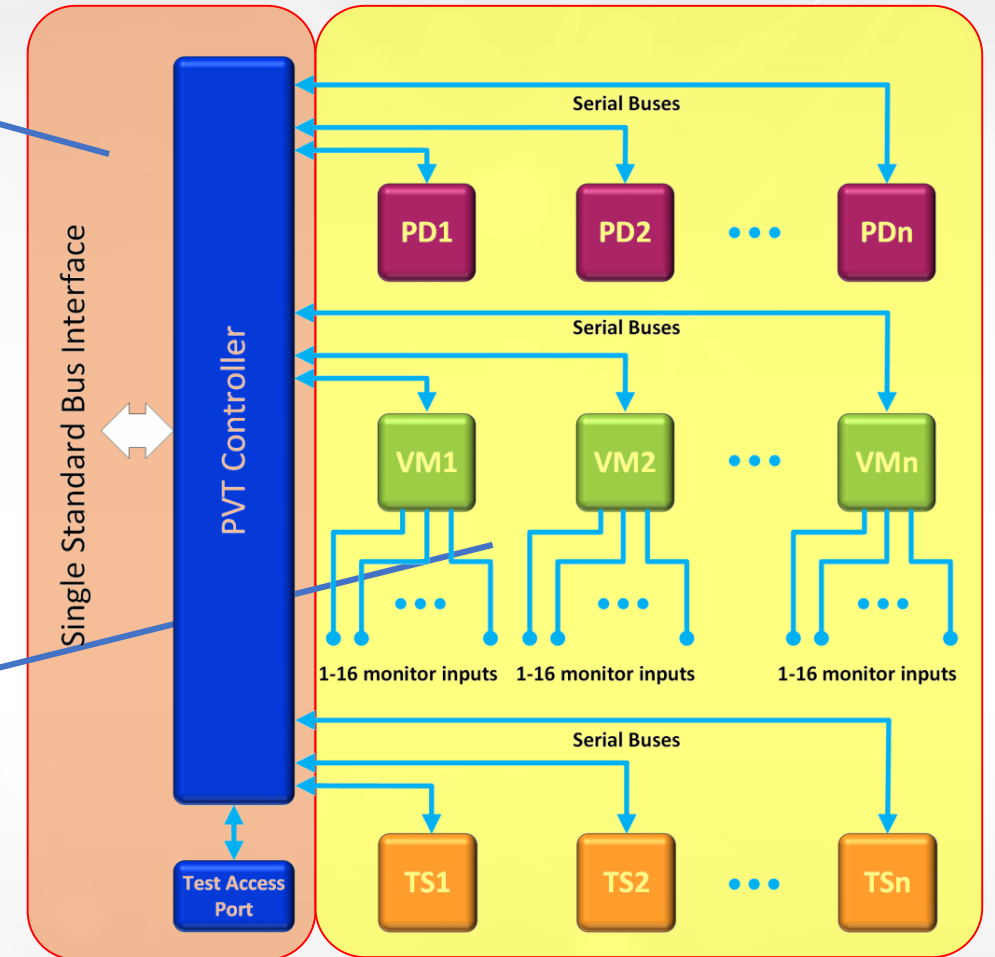 Single Standard Bus Interface
PVT Controller
Test Access
Port
Serial Buses
PD1
PD2
PDn
Serial Buses
VM1
VM2
VMn
1-16 monitor inputs
1-16 monitor inputs
1-16 monitor inputs
Serial Buses
TS1
TS2
TSn